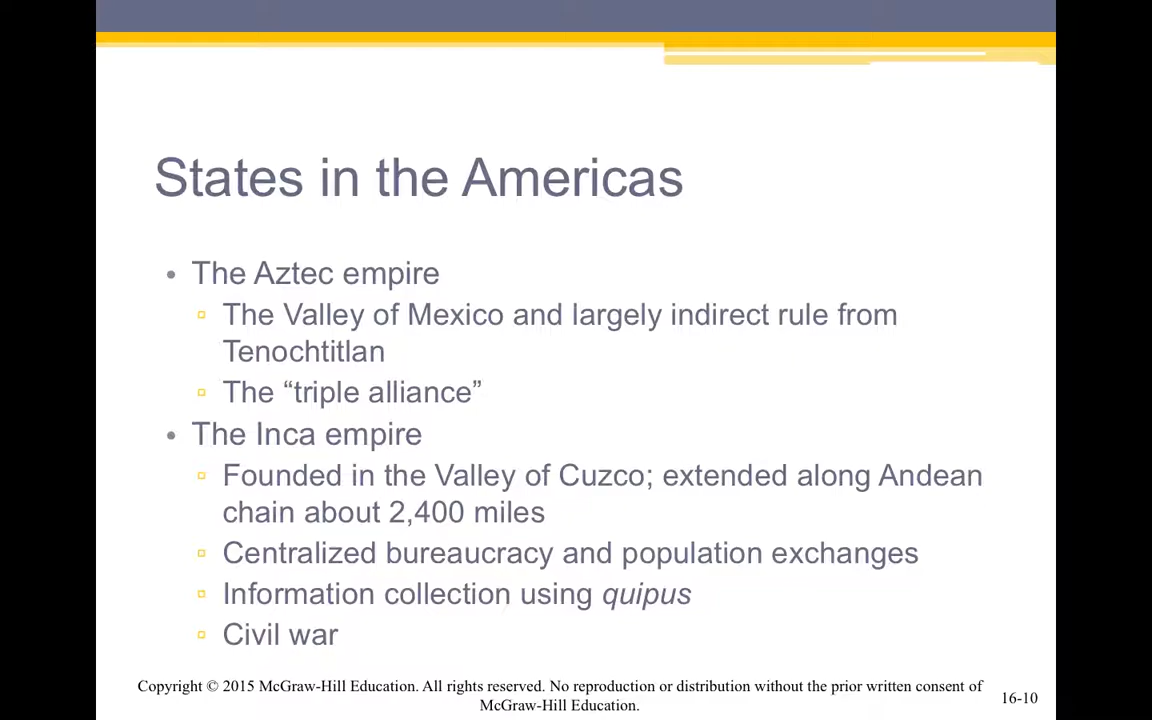 States in the Americas
• The Aztec empire
▫ The Valley of Mexico and largely indirect rule from
Tenochtitlan
▫ The “triple alliance”
• The Inca empire
▫ Founded in the Valley of Cuzco; extended along Andean
chain about 2,400 miles
▫ Centralized bureaucracy and population exchanges
▫ Information collection using quipus
▫ Civil war
Copyright © 2015 McGraw-Hill Education. All rights reserved. No reproduction or distribution without the prior written consent of
McGraw-Hill Education.
16-10